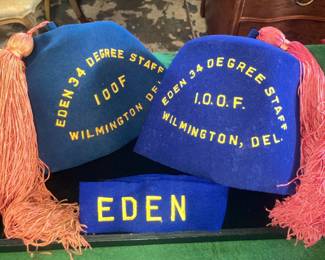 EDEN 34 DEGREE STAFF
IOOF
WILMINGTON DEL.
EDEN 34 DEGREE STAFF
I.O.O.F.
WILMINGTON, DEL.
EDEN